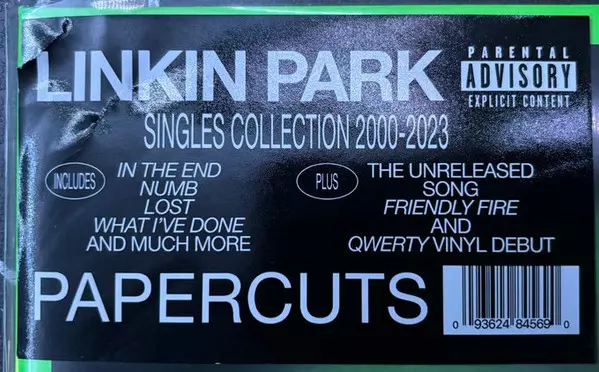 LINKIN PARK
PARENTAL
ADVISORY
EXPLICIT CONTENT
SINGLES COLLECTION 2000-2023
INCLUDES
IN THE END
NUMB
LOST
WHAT I'VE DONE
AND MUCH MORE
PLUS
THE UNRELEASED
SONG
FRIENDLY FIRE
AND
QWERTY VINYL DEBUT
PAPERCUTS
0 93624 84569 0